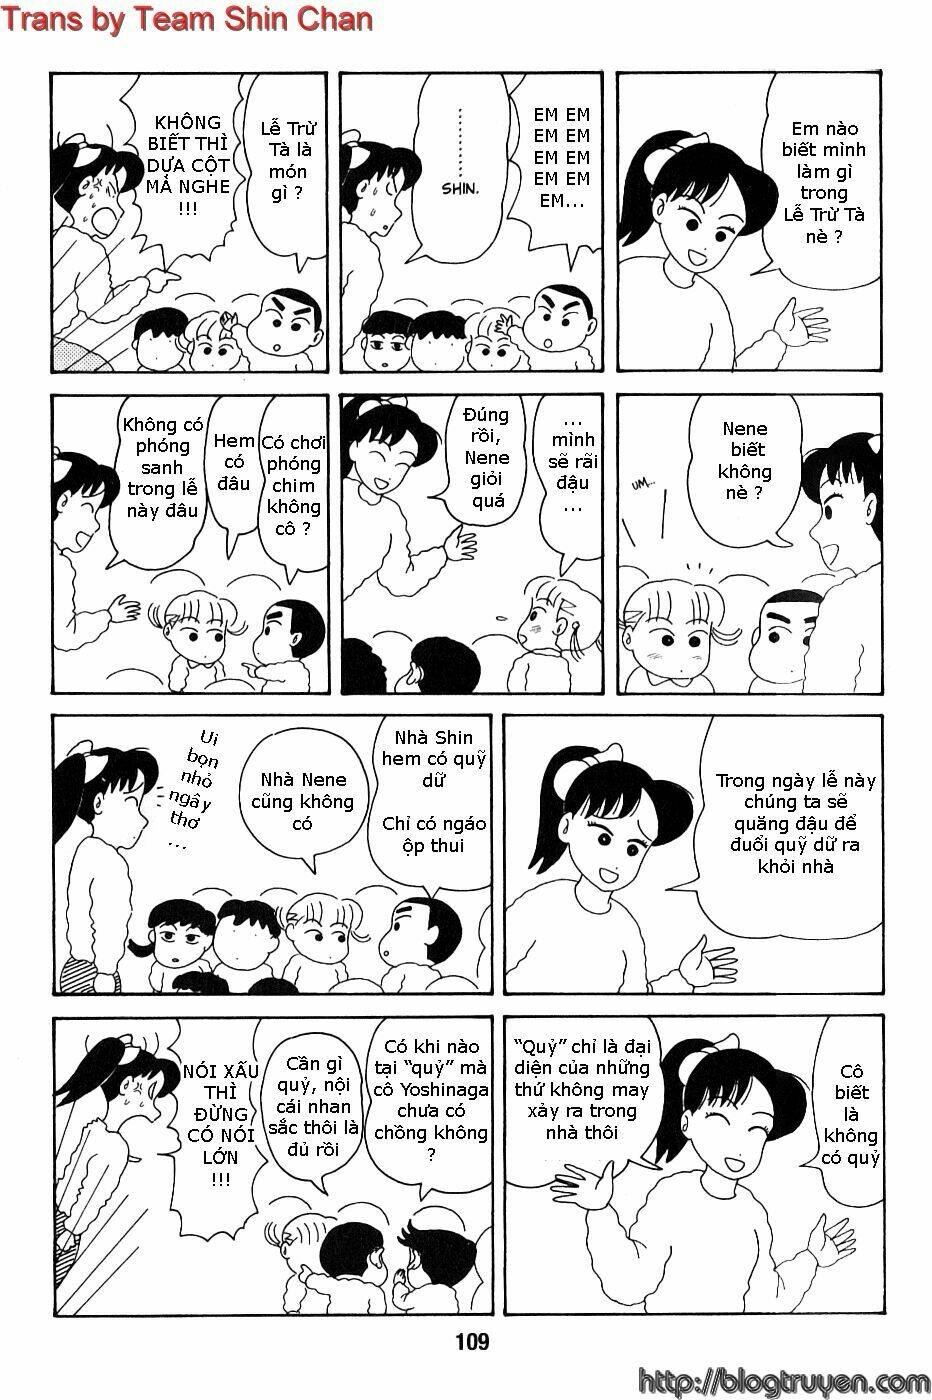 Trans by Team Shin Chan
Em nào
biết mình
làm gì
trong
Lễ Trừ Tà
nè ?
EM EM
EM EM
EM EM
EM EM
EM...
..............
SHIN.
Lễ Trừ
Tà là
món
gì ?
KHÔNG
BIẾT THÌ
DỰA CỘT
MÀ NGHE
!!!
Nene
biết
không
nè ?
UM...
...
mình
sẽ rãi
đậu
...
Đúng
rồi,
Nene
giỏi
quá
Có chơi
phóng
chim
không
cô ?
Hem
có
đâu
Không có
phóng
sanh
trong lễ
này đâu
Trong ngày lễ này
chúng ta sẽ
quăng đậu để
đuổi quỹ dữ ra
khỏi nhà
Nhà Shin
hem có quỹ
dữ
Chỉ có ngáo
ộp thui
Nhà Nene
cũng không
có
Ui
bọn
nhỏ
ngây
thơ
...
Cô
biết
là
không
có quỷ
“Quỷ” chỉ là đại
diện của những
thứ không may
xảy ra trong
nhà thôi
Có khi nào
tại “quỷ” mà
cô Yoshinaga
chưa có
chồng không
?
Cần gì
quỷ, nội
cái nhan
sắc thôi là
đủ rồi
NÓI XẤU
THÌ
ĐỪNG
CÓ NÓI
LỚN
!!!
109
http://blogtruyen.com